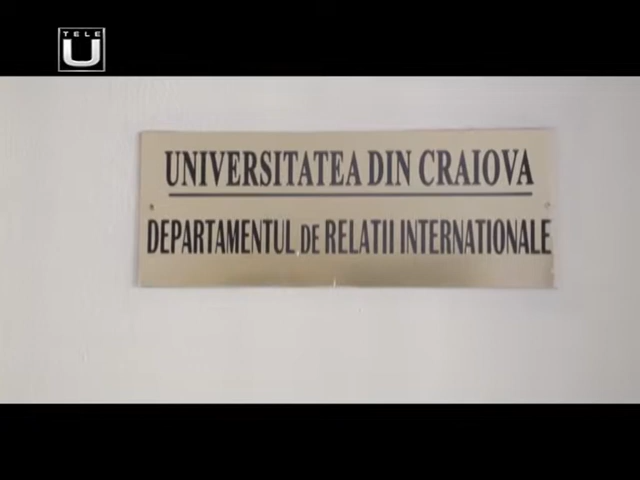 TELE
U
UNIVERSITATEA DIN CRAIOVA
DEPARTAMENTUL DE RELATII INTERNATIONALE